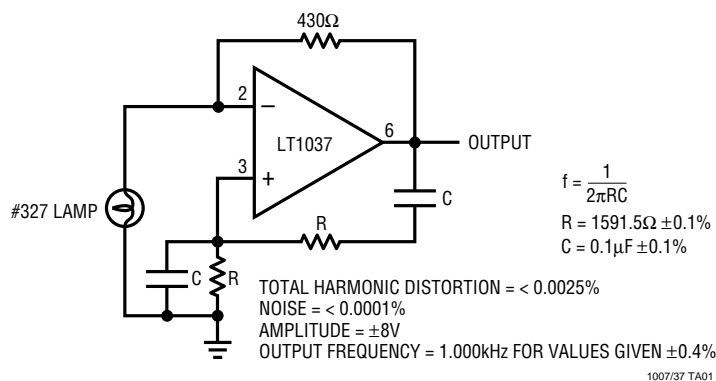 430Ω
2
−
LT1037
6
OUTPUT
3
+
C
#327 LAMP
R
C
R
f = 1
2πRC
R = 1591.5Ω ±0.1%
C = 0.1μF ±0.1%
TOTAL HARMONIC DISTORTION = < 0.0025%
NOISE = < 0.0001%
AMPLITUDE = ±8V
OUTPUT FREQUENCY = 1.000kHz FOR VALUES GIVEN ±0.4%
1007/37 TA01